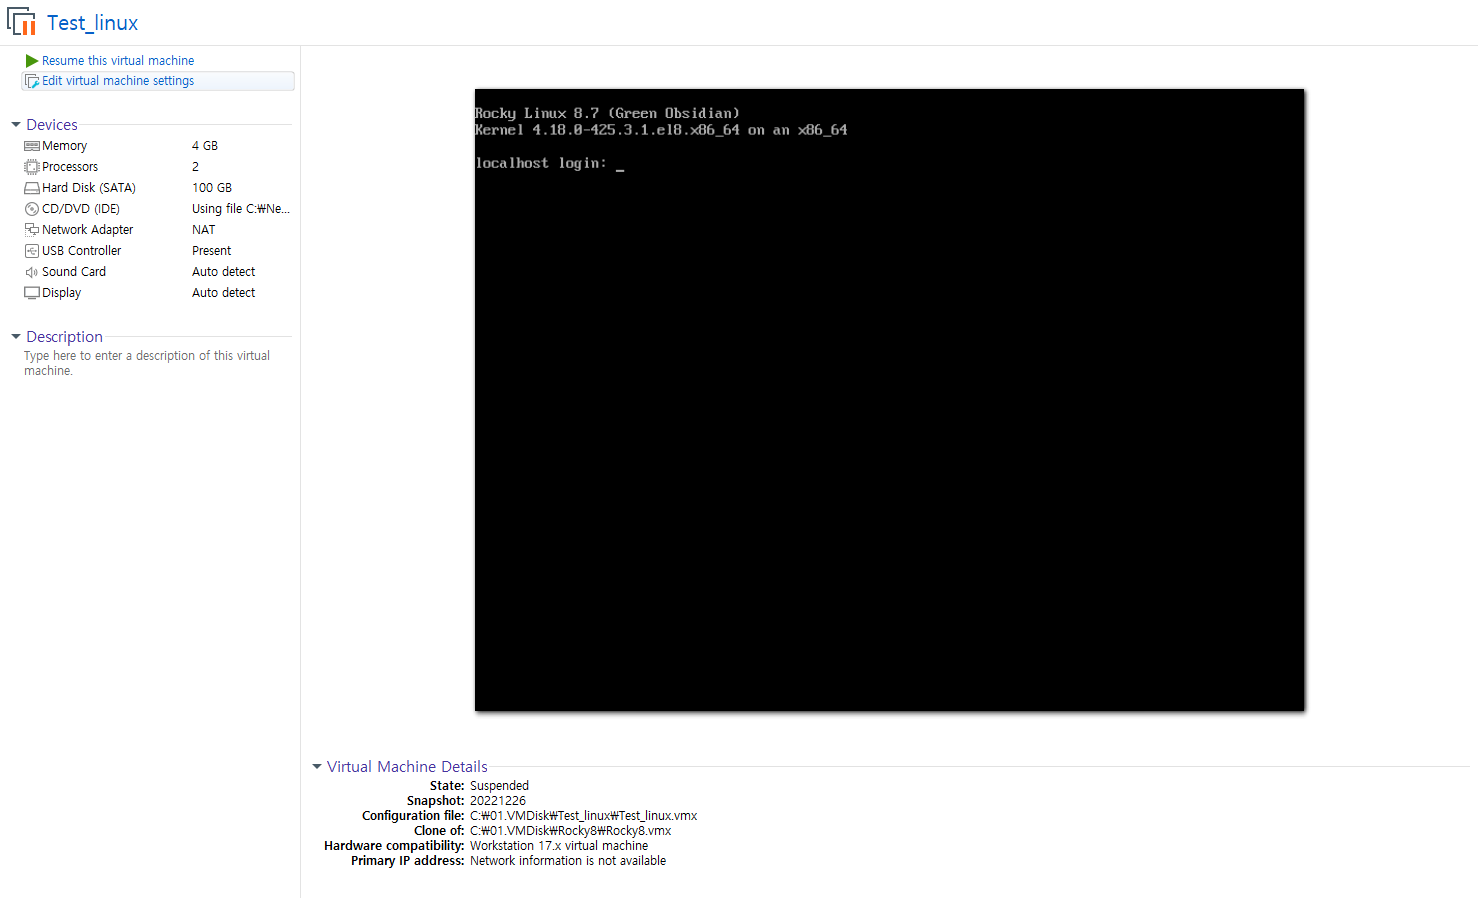 Test_linux
Resume this virtual machine
Edit virtual machine settings
Devices
Memory 4 GB
Processors 2
Hard Disk (SATA) 100 GB
CD/DVD (IDE) Using file C:₩Ne...
Network Adapter NAT
USB Controller Present
Sound Card Auto detect
Display Auto detect
Description
Type here to enter a description of this virtual
machine.
Rocky Linux 8.7 (Green Obsidian)
Kernel 4.18.0-425.3.1.el8.x86_64 on an x86_64
localhost login: _
Virtual Machine Details
State: Suspended
Snapshot: 20221226
Configuration file: C:₩01.VMDisk₩Test_linux₩Test_linux.vmx
Clone of: C:₩01.VMDisk₩Rocky8₩Rocky8.vmx
Hardware compatibility: Workstation 17.x virtual machine
Primary IP address: Network information is not available